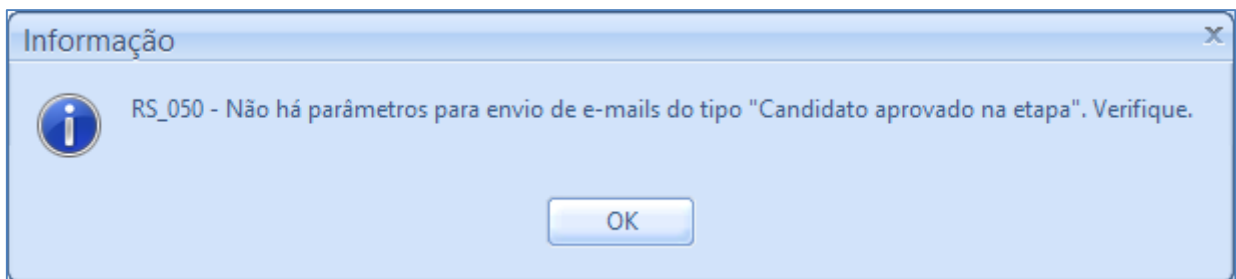 Informação
RS_050 - Não há parâmetros para envio de e-mails do tipo "Candidato aprovado na etapa". Verifique.
OK